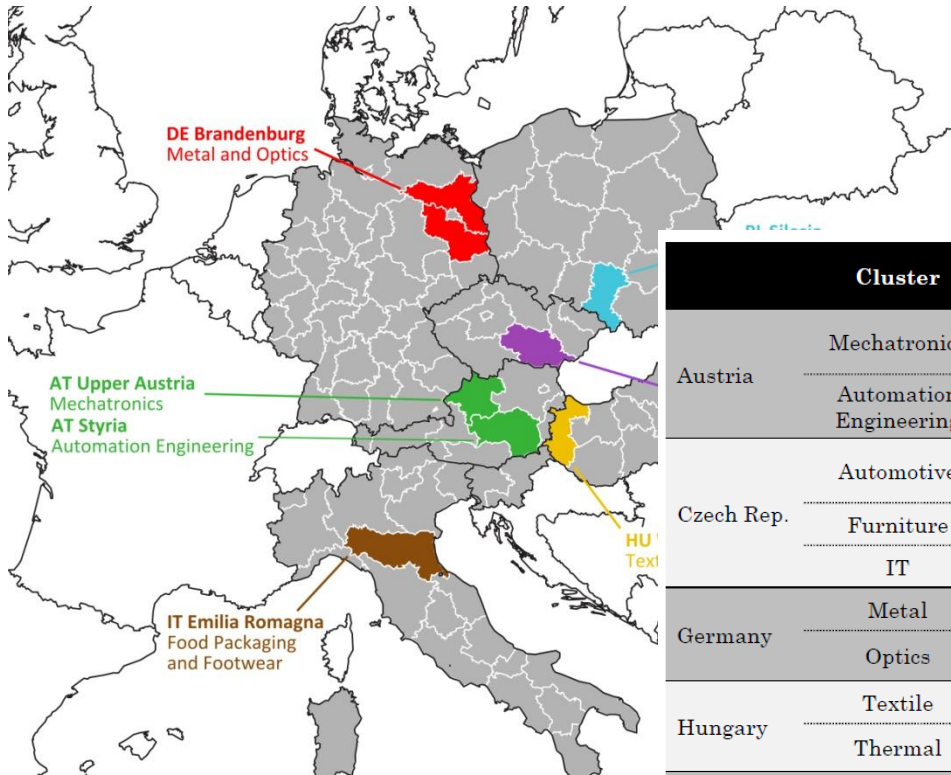 DE Brandenburg
Metal and Optics
AT Upper Austria
Mechatronics
AT Styria
Automation Engineering
IT Emilia Romagna
Food Packaging
and Footwear
HU
Cluster
Austria
Czech Rep.
Automotive
Furniture
IT
Germany
Metal
Optics
Hungary
Textile
Thermal